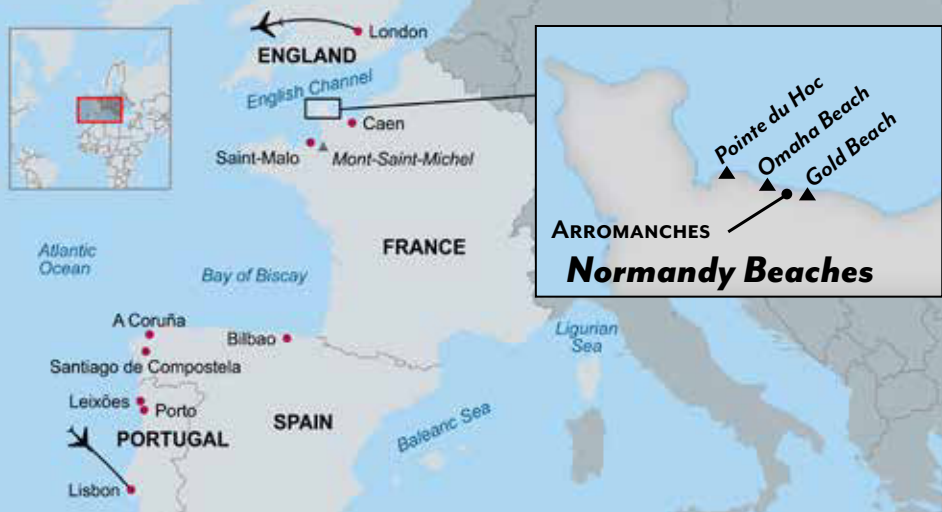 London
ENGLAND
English Channel
Caen
Saint-Malo
Mont-Saint-Michel
FRANCE
Atlantic
Ocean
Bay of Biscay
A Coruña
Bilbao
Santiago de Compostela
Leixões
Porto
PORTUGAL
SPAIN
Lisbon
Balearic Sea
Ligurian
Sea
Pointe du Hoc
Omaha Beach
Gold Beach
ARROMANCHES
Normandy Beaches